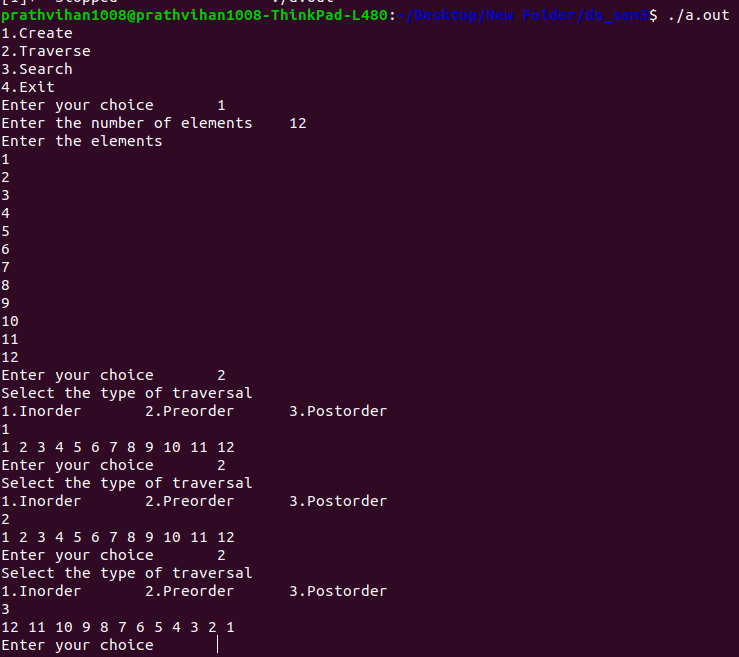 [1]+  Stopped                 ./a.out
prathvihan1008@prathvihan1008-ThinkPad-L480:~/Desktop/New Folder/ds_sem3$ ./a.out
1.Create
2.Traverse
3.Search
4.Exit
Enter your choice       1
Enter the number of elements    12
Enter the elements
1
2
3
4
5
6
7
8
9
10
11
12
Enter your choice       2
Select the type of traversal
1.Inorder       2.Preorder      3.Postorder
1
1 2 3 4 5 6 7 8 9 10 11 12
Enter your choice       2
Select the type of traversal
1.Inorder       2.Preorder      3.Postorder
2
1 2 3 4 5 6 7 8 9 10 11 12
Enter your choice       2
Select the type of traversal
1.Inorder       2.Preorder      3.Postorder
3
12 11 10 9 8 7 6 5 4 3 2 1
Enter your choice